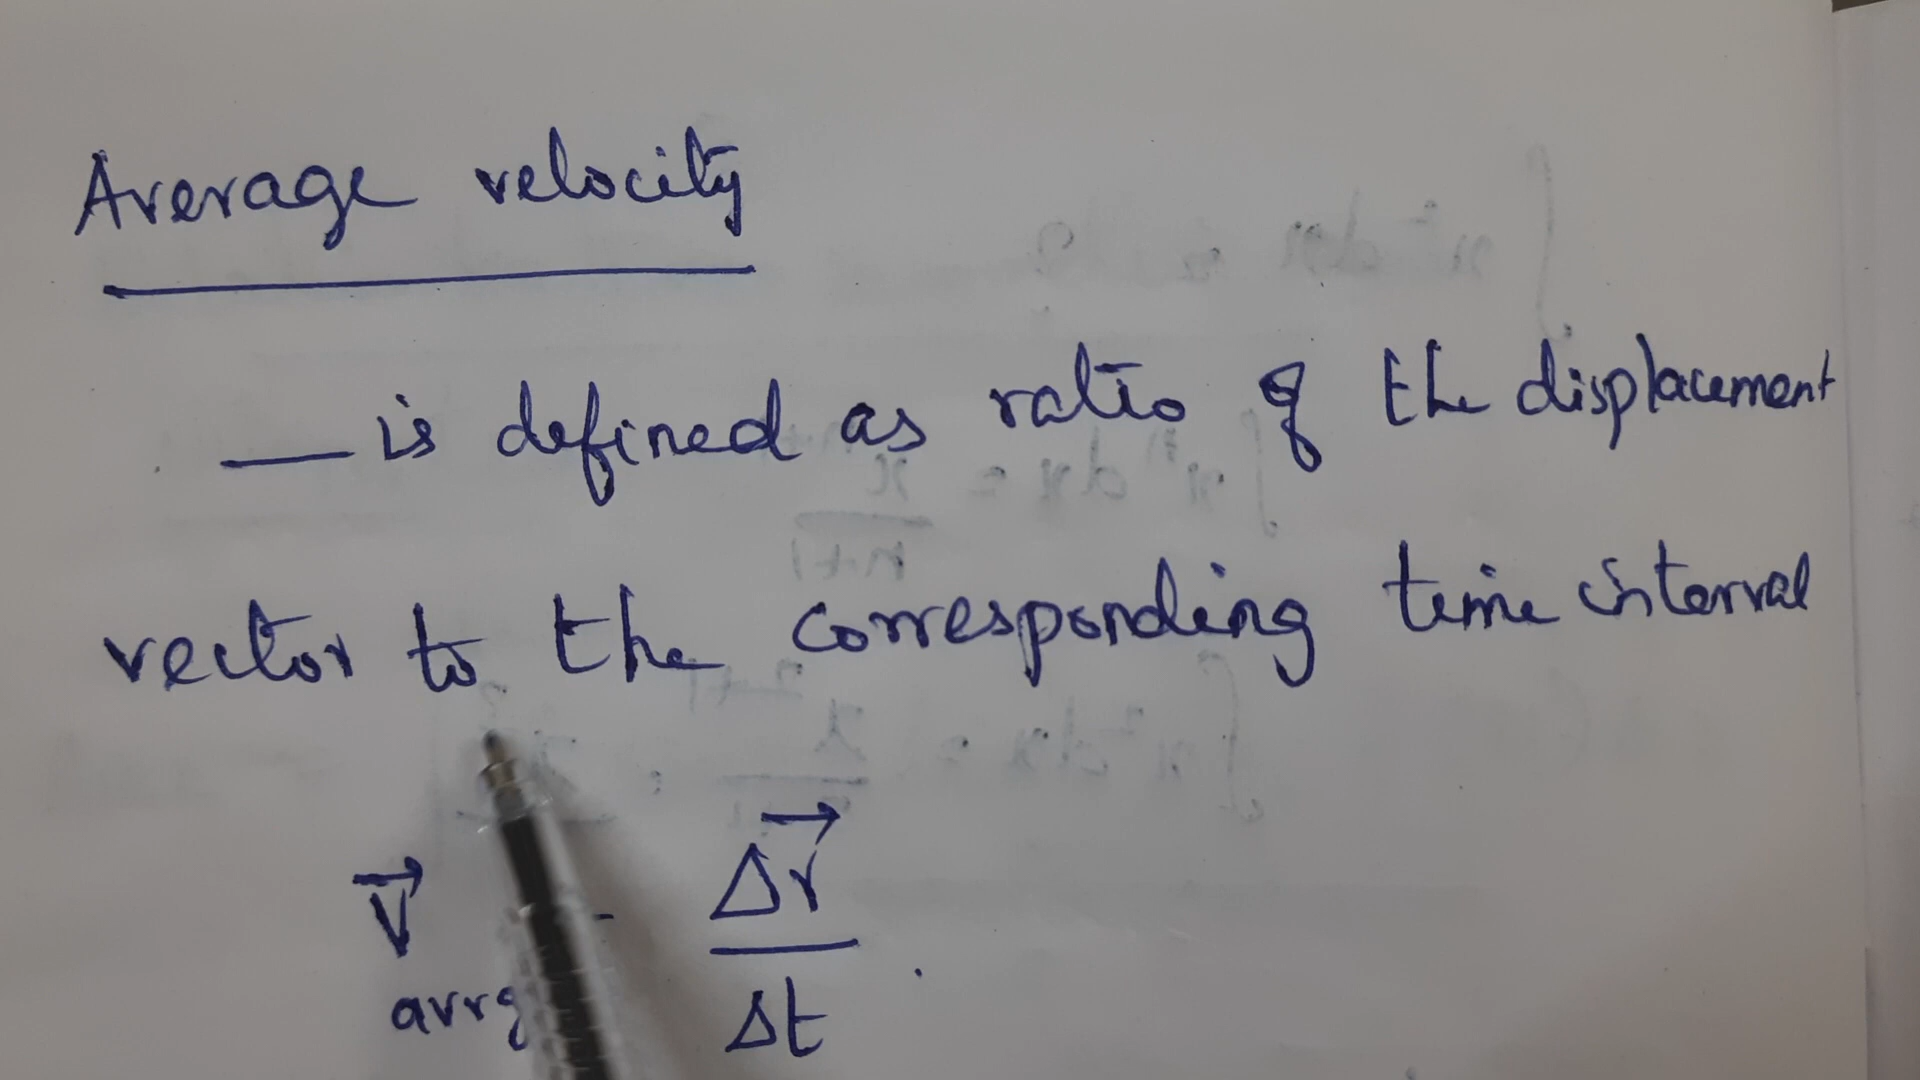 Average velocity
— is defined as ratio of the displacement
vector to the corresponding time interval
V⃗ avrg = Δr⃗ / Δt